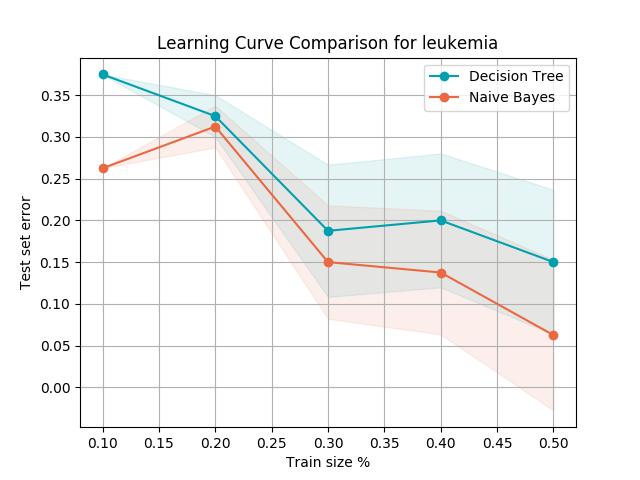 Learning Curve Comparison for leukemia
Decision Tree
Naive Bayes
Test set error
0.35
0.30
0.25
0.20
0.15
0.10
0.05
0.00
0.10 0.15 0.20 0.25 0.30 0.35 0.40 0.45 0.50
Train size %